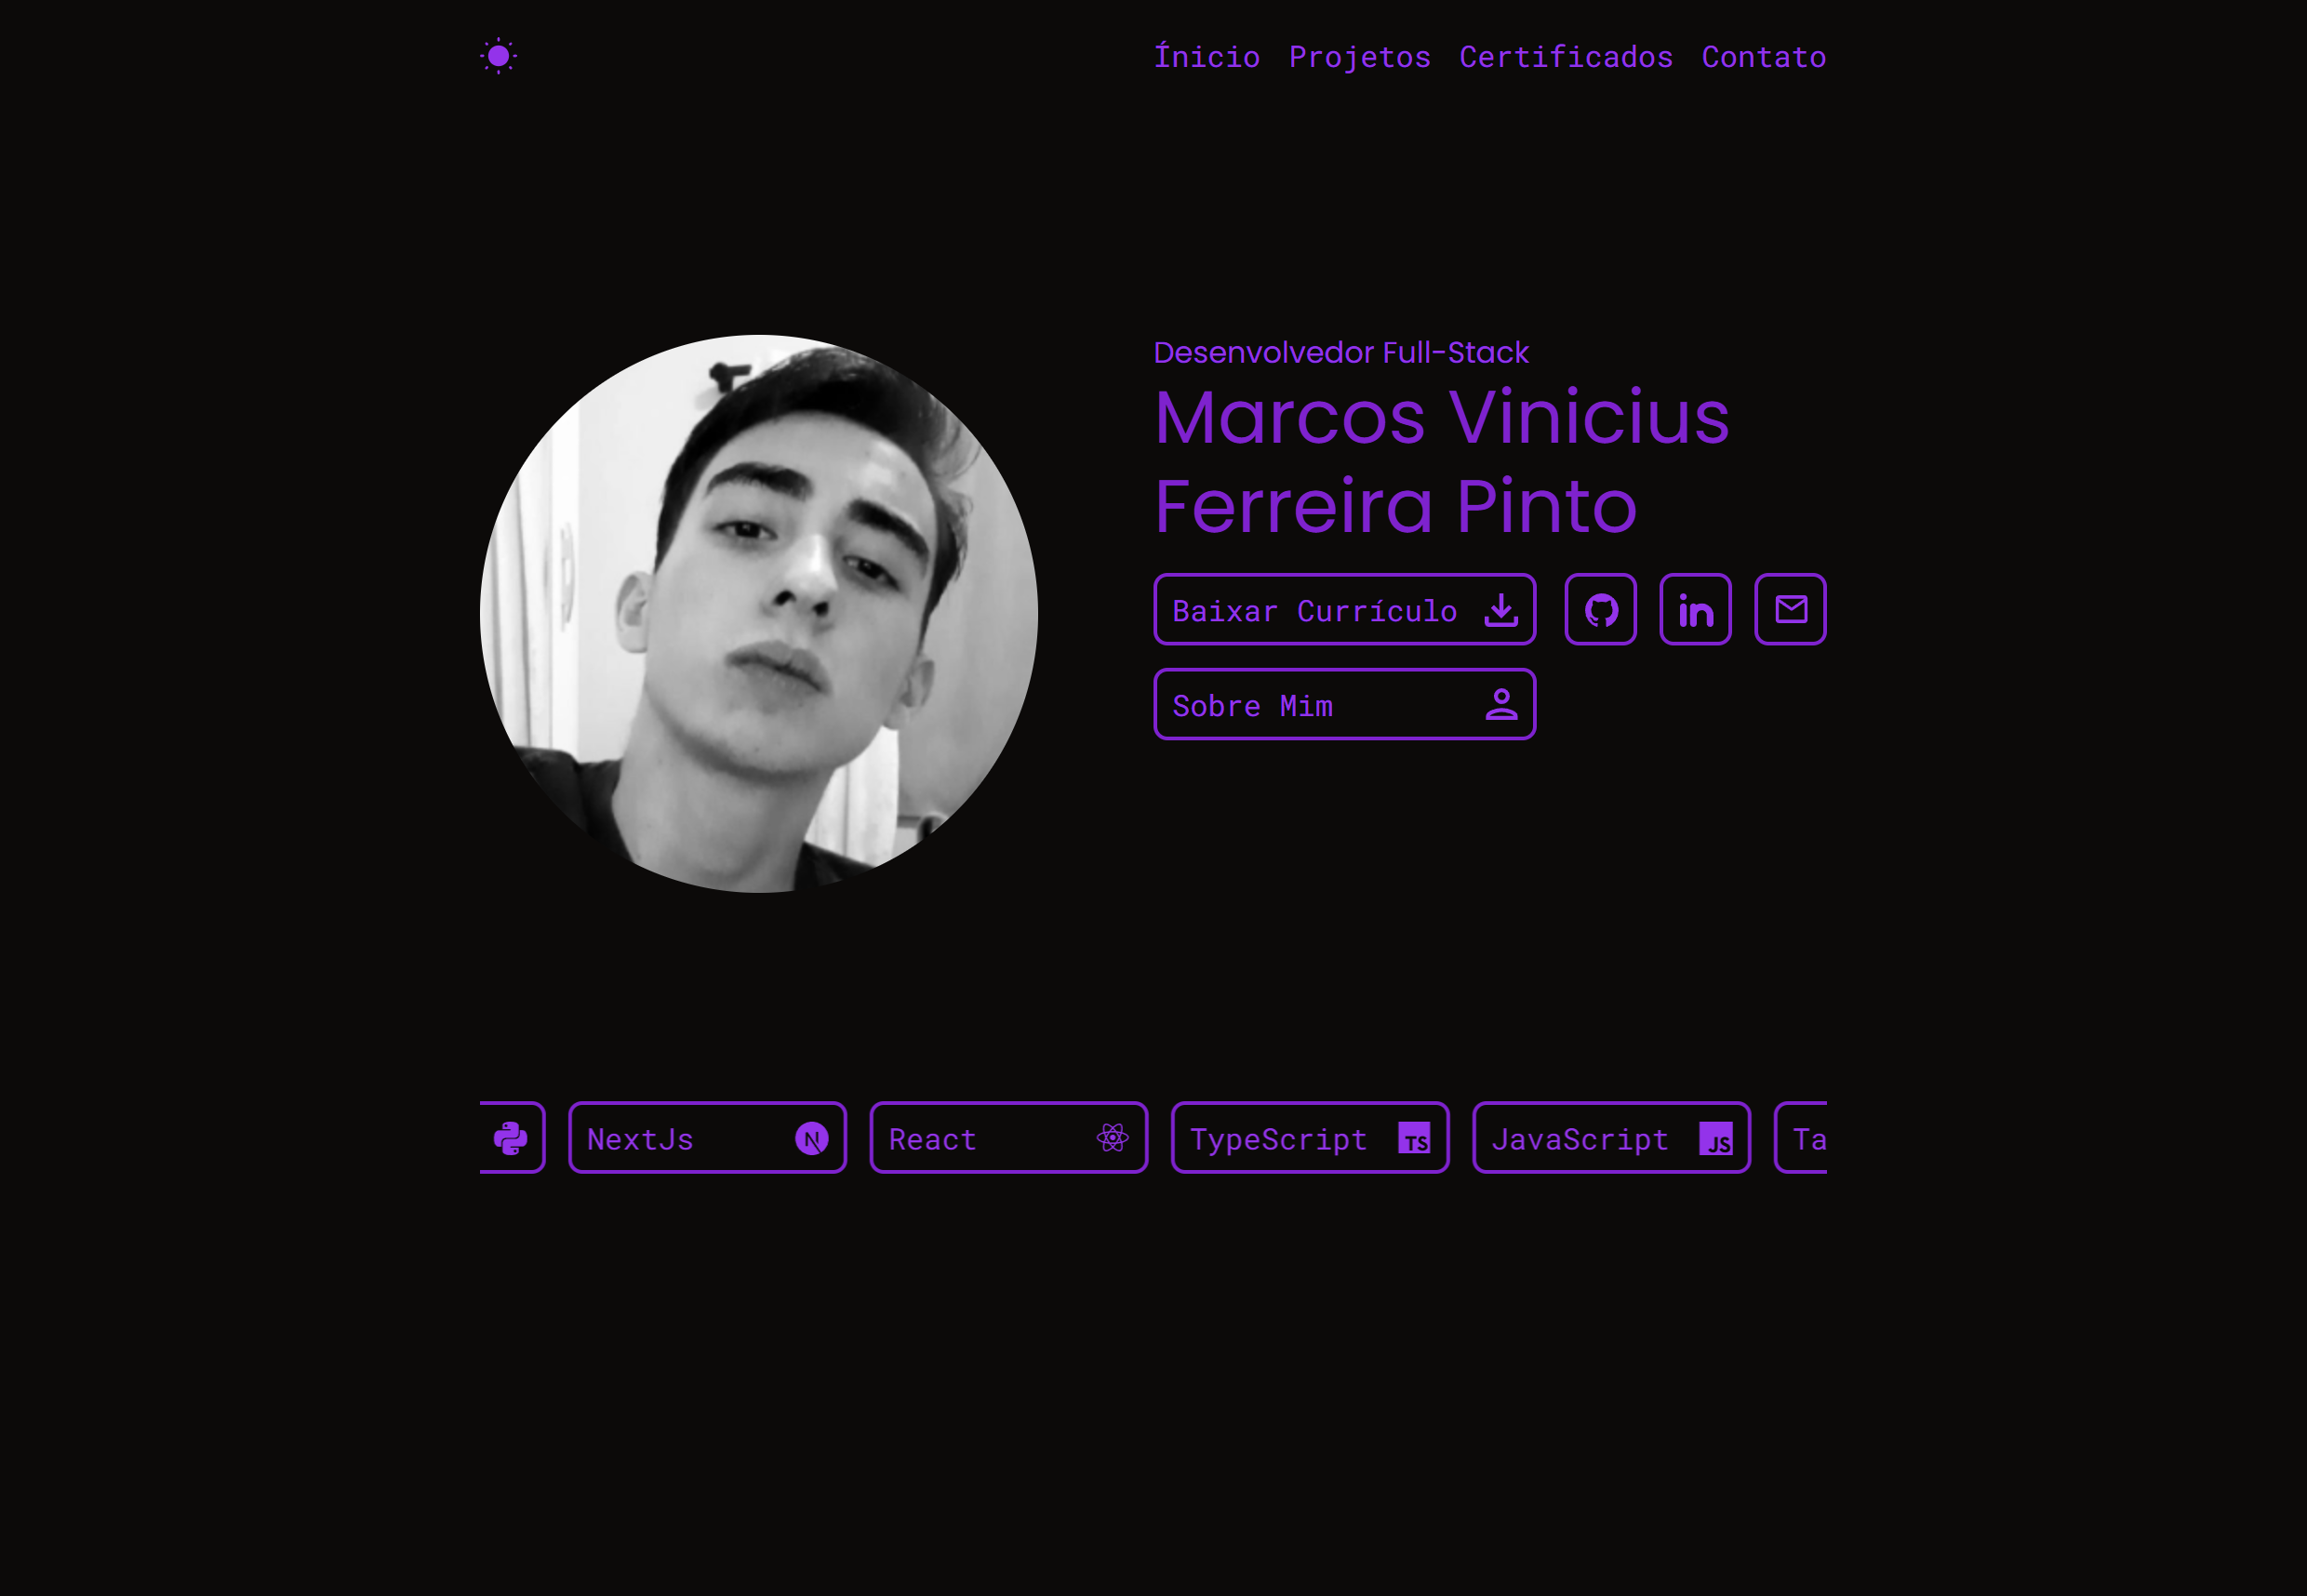 Ínicio Projetos Certificados Contato
Desenvolvedor Full-Stack
Marcos Vinicius
Ferreira Pinto
Baixar Currículo in
Sobre Mim
NextJs N React TypeScript TS JavaScript JS Ta